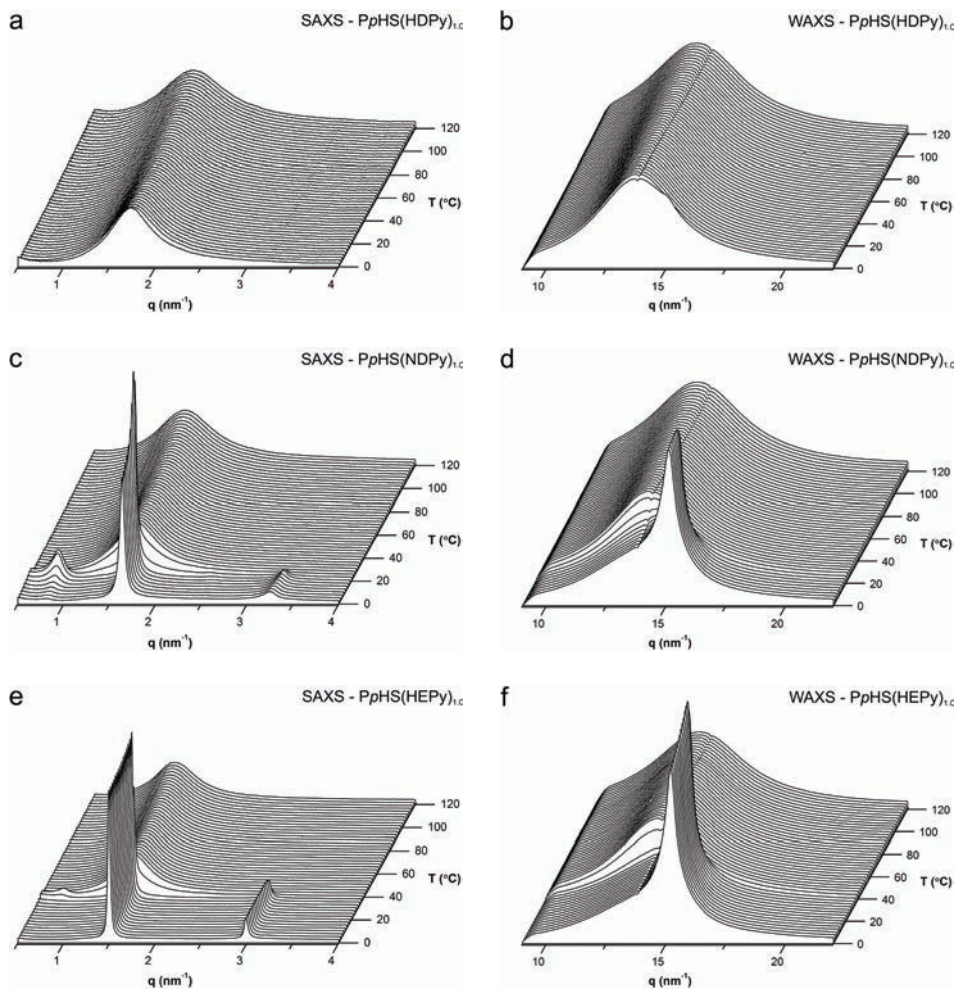 a
SAXS - PpHS(HDPy)1.0
120
100
80
60
T (°C)
40
20
0
1
2
3
4
q (nm-1)
b
WAXS - PpHS(HDPy)1.0
120
100
80
60
T (°C)
40
20
0
10
15
20
q (nm-1)
c
SAXS - PpHS(NDPy)1.0
120
100
80
60
T (°C)
40
20
0
1
2
3
4
q (nm-1)
d
WAXS - PpHS(NDPy)1.0
120
100
80
60
T (°C)
40
20
0
10
15
20
q (nm-1)
e
SAXS - PpHS(HEPy)1.0
120
100
80
60
T (°C)
40
20
0
1
2
3
4
q (nm-1)
f
WAXS - PpHS(HEPy)1.0
120
100
80
60
T (°C)
40
20
0
10
15
20
q (nm-1)